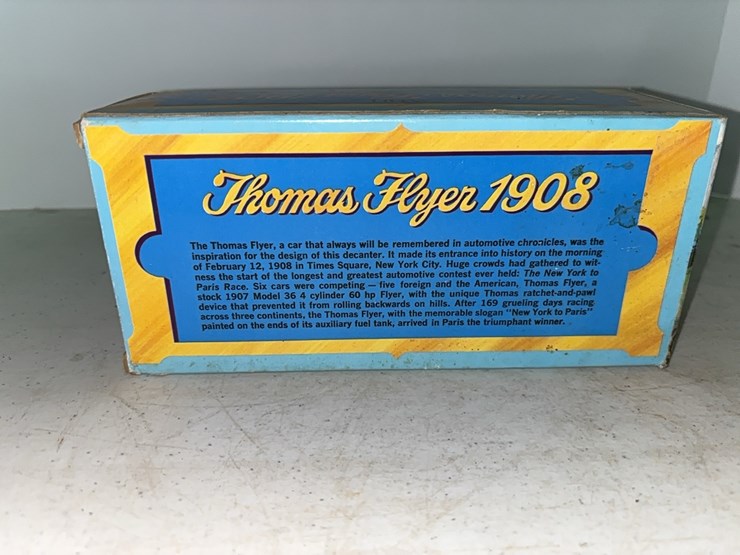 Thomas Flyer 1908
The Thomas Flyer, a car that always will be remembered in automotive chronicles, was the
inspiration for the design of this decanter. It made its entrance into history on the morning
of February 12, 1908 in Times Square, New York City. Huge crowds had gathered to wit-
ness the start of the longest and greatest automotive contest ever held: The New York to
Paris Race. Six cars were competing — five foreign and the American, Thomas Flyer, a
stock 1907 Model 36 4 cylinder 60 hp Flyer, with the unique Thomas ratchet-and-pawl
device that prevented it from rolling backwards on hills. After 169 grueling days racing
across three continents, the Thomas Flyer, with the memorable slogan "New York to Paris"
painted on the ends of its auxiliary fuel tank, arrived in Paris the triumphant winner.